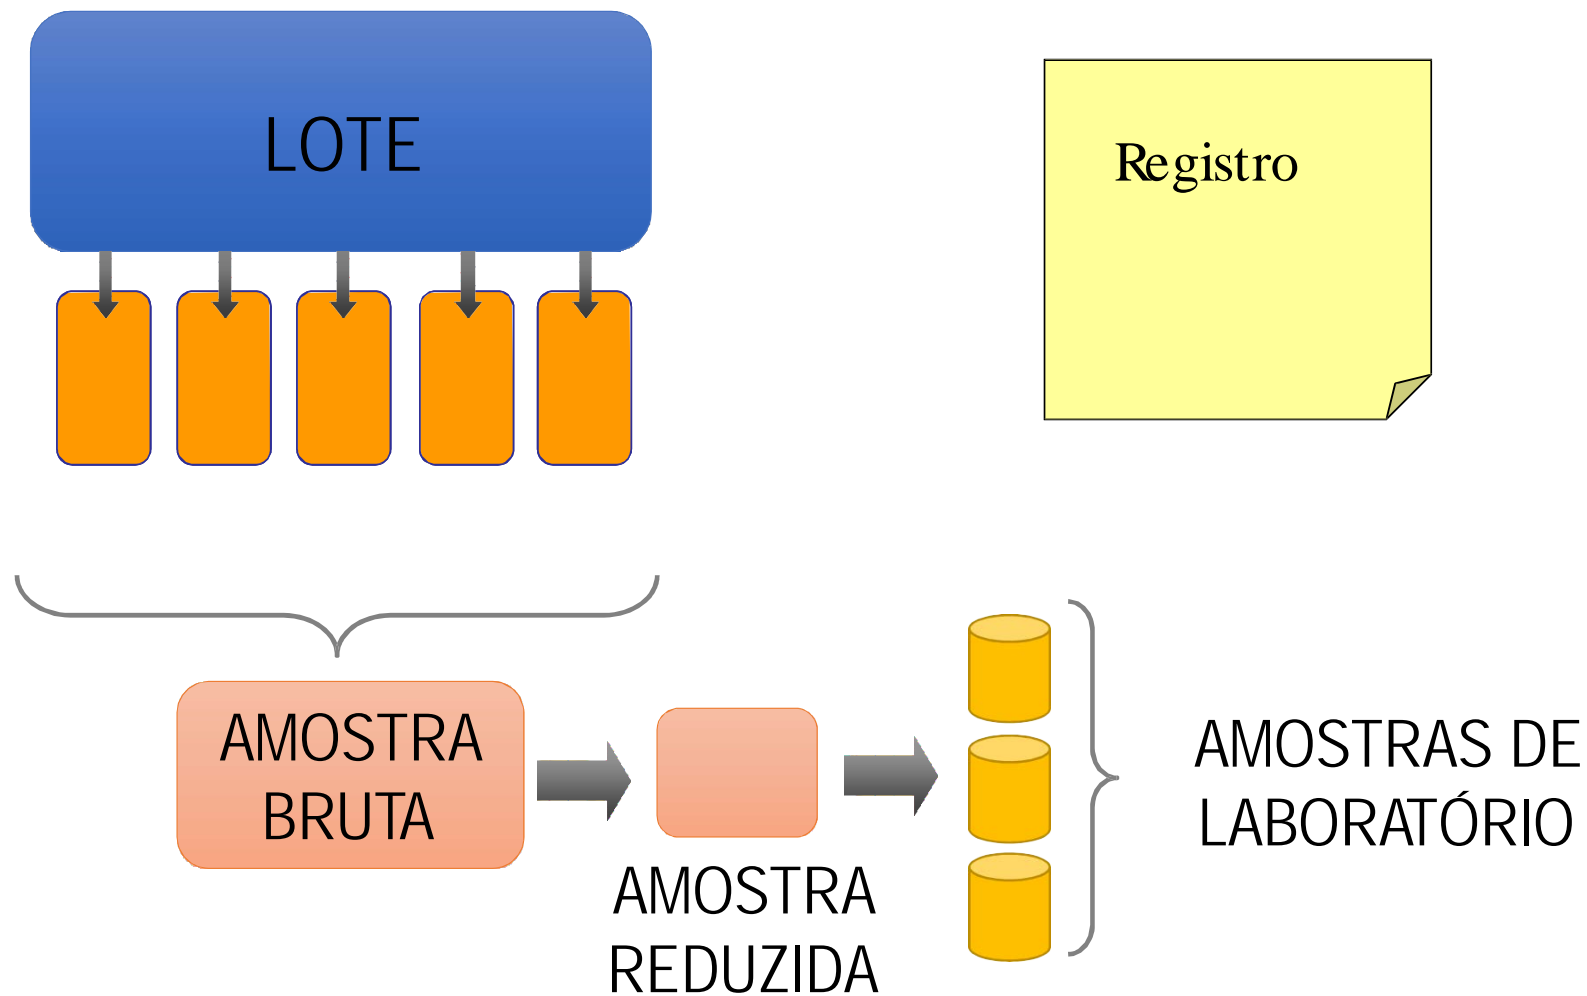 LOTE
Registro
AMOSTRA
BRUTA
AMOSTRA
REDUZIDA
AMOSTRAS DE
LABORATÓRIO